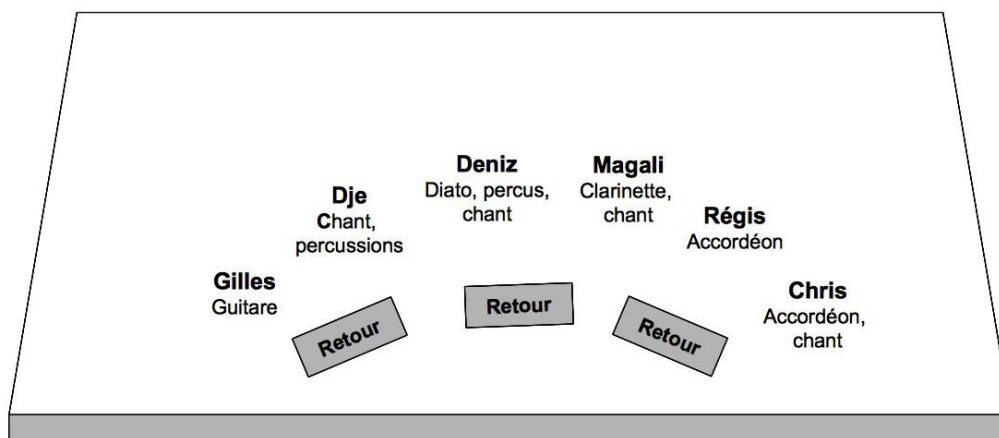 Deniz
Diato, percus,
chant
Magali
Clarinette,
chant
Dje
Chant,
percussions
Régis
Accordéon
Gilles
Guitare
Chris
Accordéon,
chant
Retour
Retour
Retour